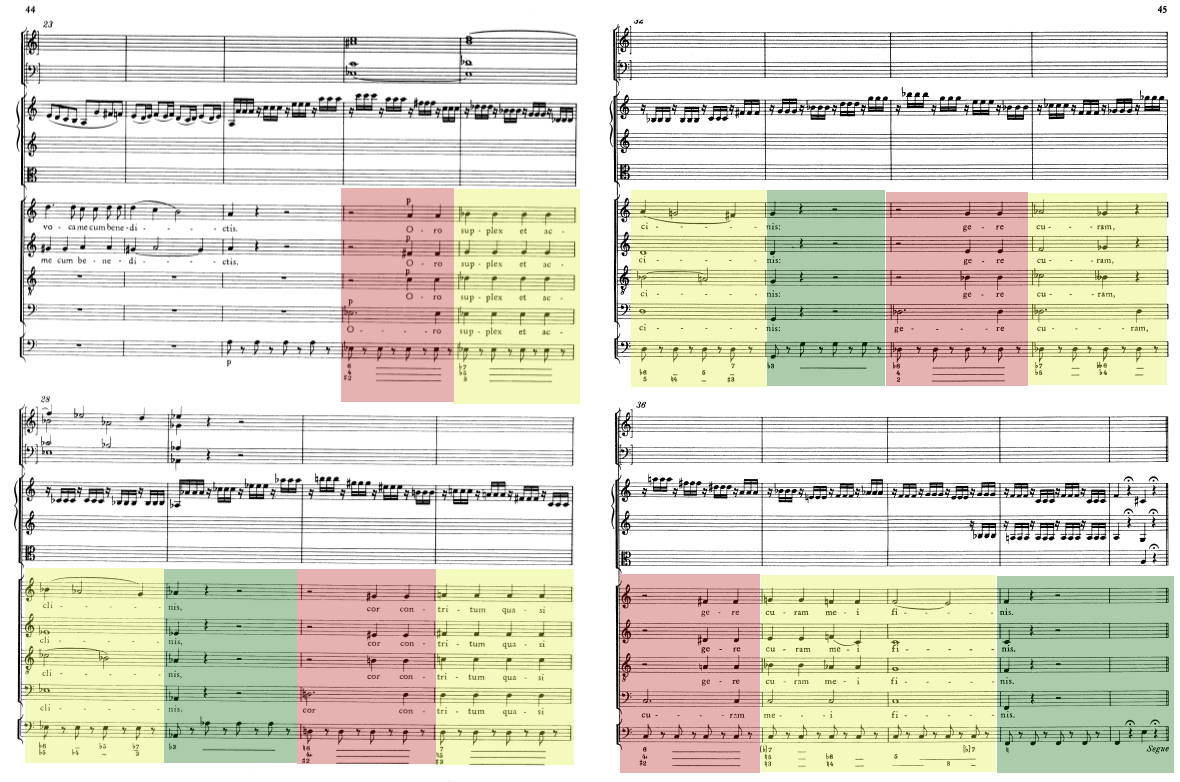 44
23
vo - ca me cum bene - di - - - ctis. O - ro sup - plex et ac -
me cum be - ne - di - - - - ctis. O - ro sup - plex et ac -
O - ro sup - plex et ac -
O - - - ro sup - plex et ac -
28
cli - - - - nis, cor con - tri - tum qua - si
cli - - - - nis, cor con - tri - tum qua - si
cli - - - - nis, cor con - tri - tum qua - si
cli - - - - nis. cor con - tri - tum qua - si
45
32
ci - - - - nis: ge - re cu - - ram,
ci - - - - nis: ge - re cu - - ram,
ci - - - - nis: ge - re cu - - ram,
ci - - - - nis: ge - - - re cu - - - ram,
36
ge - re cu - ram me - i fi - - - nis.
ge - re cu - ram me - i fi - - - nis.
ge - re cu - ram me - i fi - - - nis.
cu - - - ram me - - i fi - - - nis.
Segue